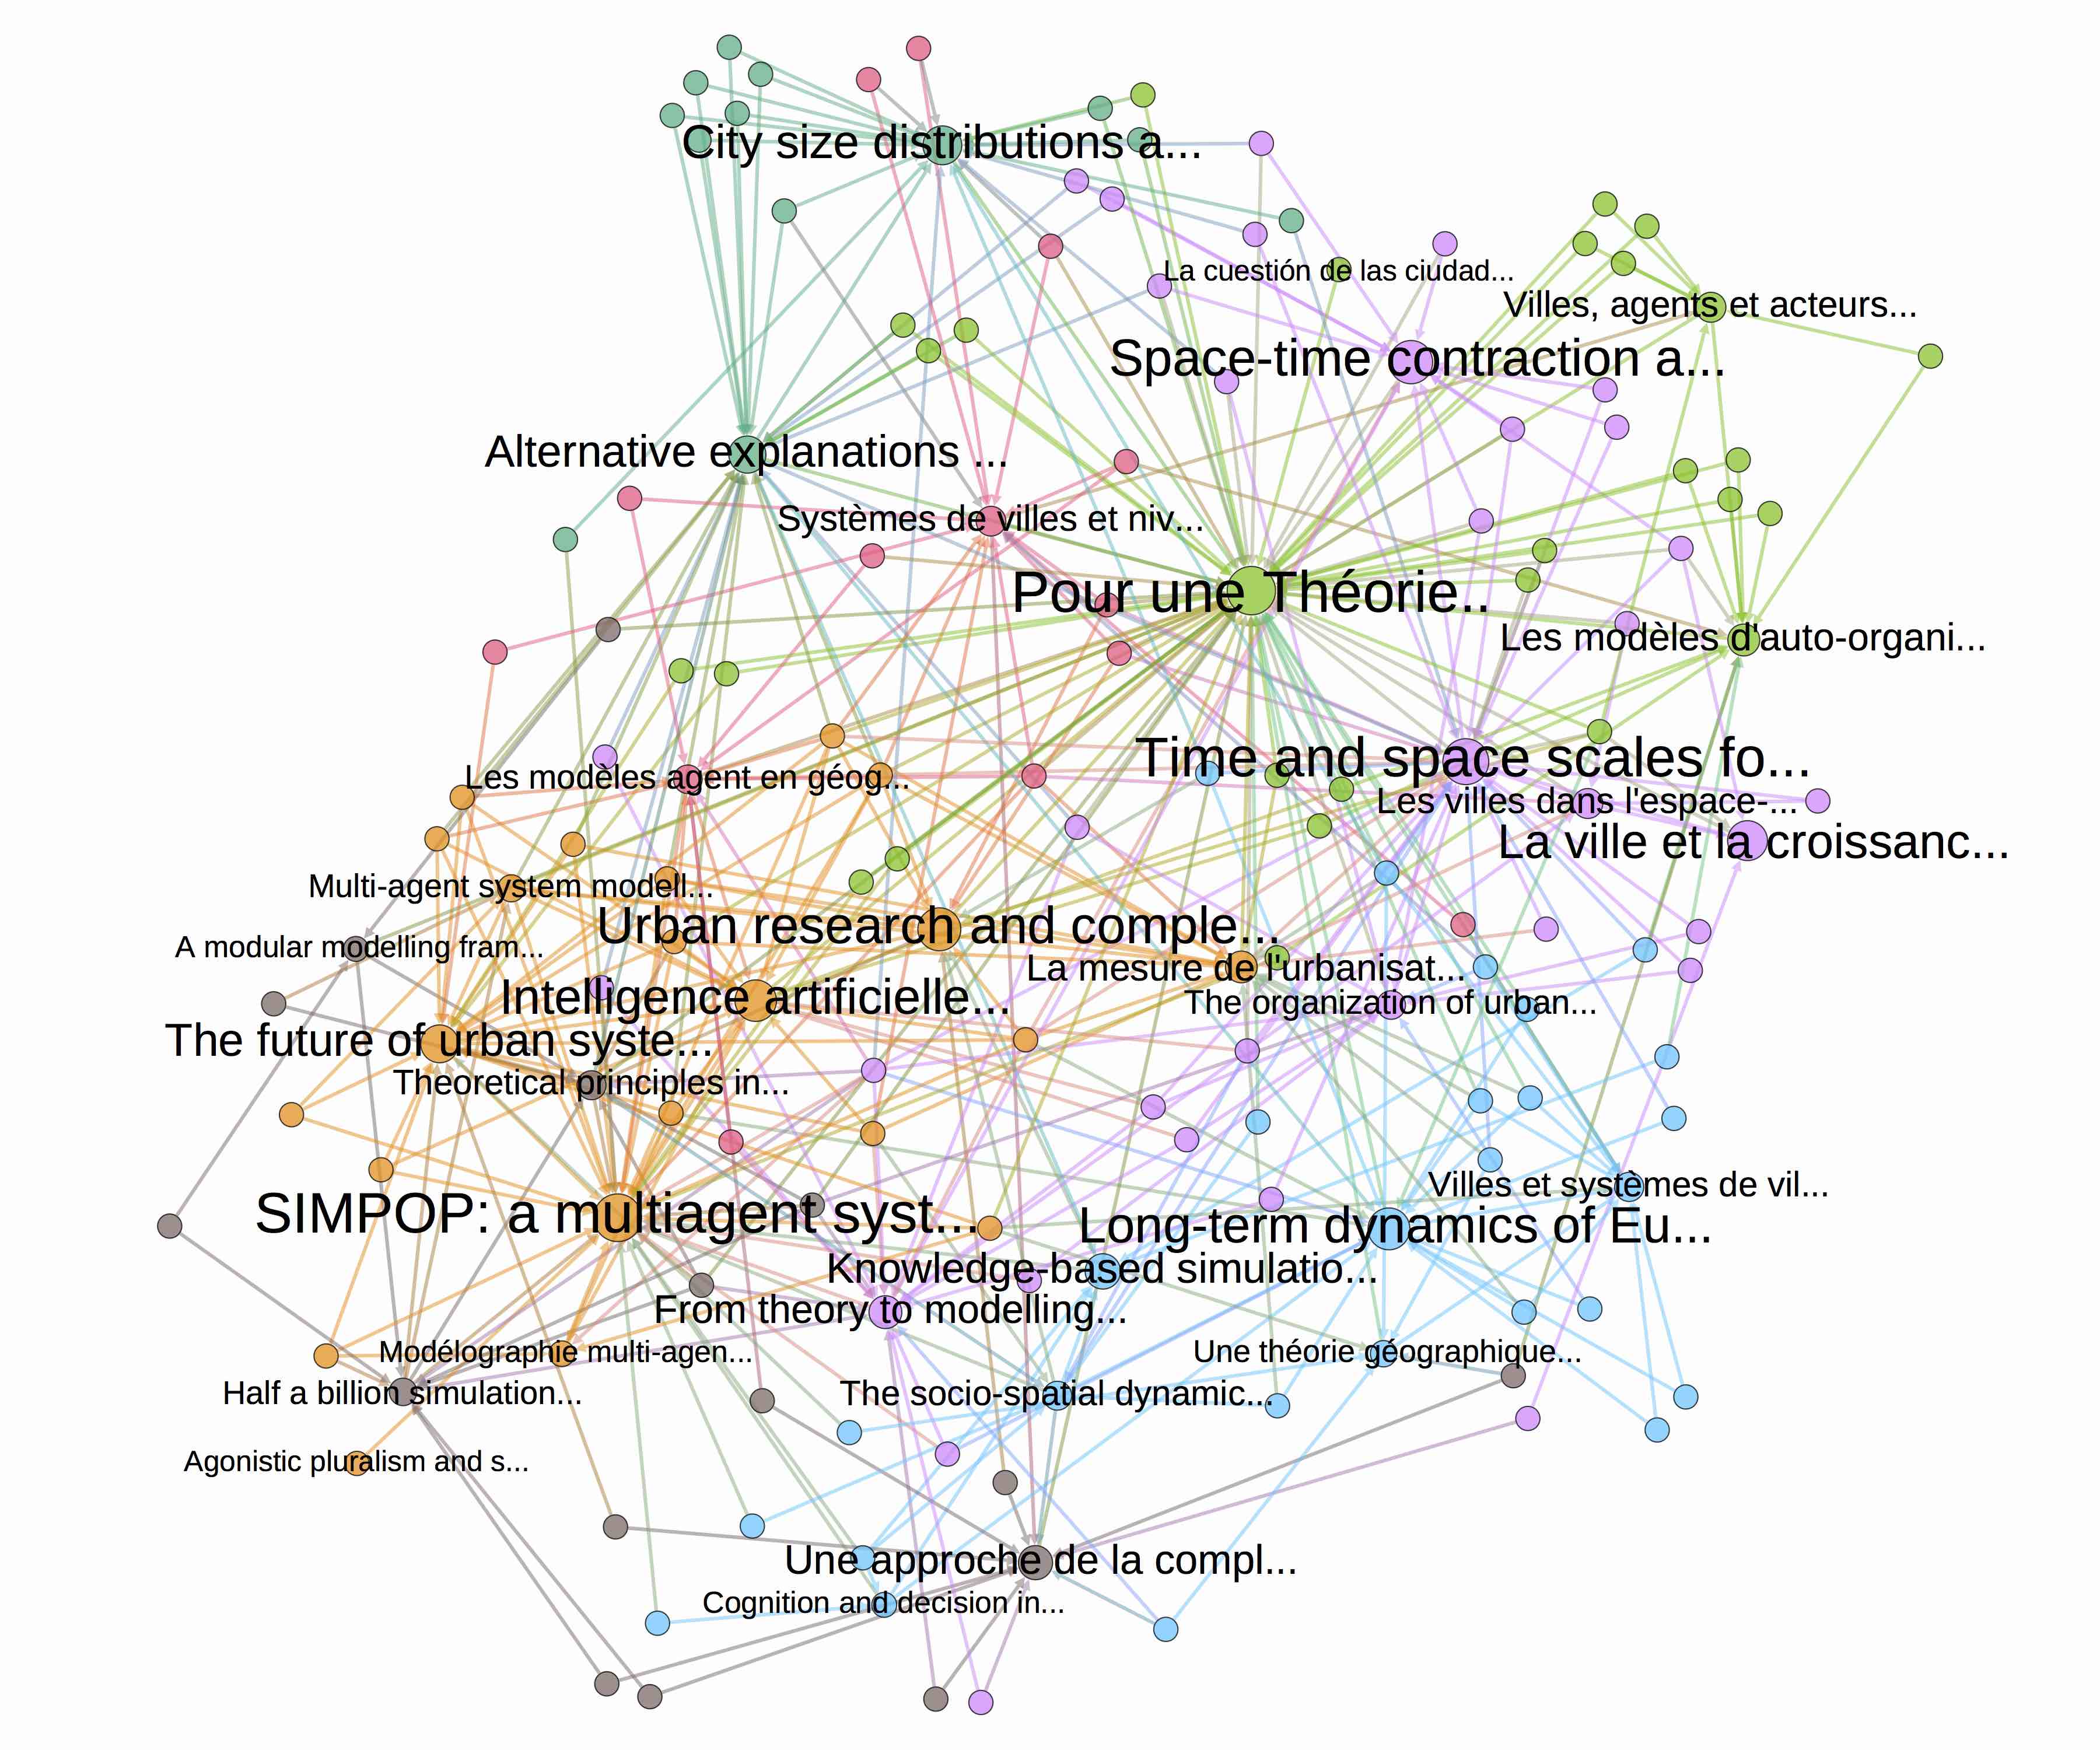 City size distributions a...
La cuestión de las ciudad...
Villes, agents et acteurs...
Space-time contraction a...
Alternative explanations ...
Systèmes de villes et niv...
Pour une Théorie..
Les modèles d'auto-organi...
Time and space scales fo...
Les modèles agent en géog...
Les villes dans l'espace-...
La ville et la croissanc...
Multi-agent system modell...
Urban research and comple...
A modular modelling fram...
La mesure de l'urbanisat...
Intelligence artificielle...
The organization of urban...
The future of urban syste...
Theoretical principles in...
Villes et systèmes de vil...
SIMPOP: a multiagent syst...
Long-term dynamics of Eu...
Knowledge-based simulatio...
From theory to modelling...
Modélographie multi-agen...
Une théorie géographique...
Half a billion simulation...
The socio-spatial dynamic...
Agonistic pluralism and s...
Une approche de la compl...
Cognition and decision in...